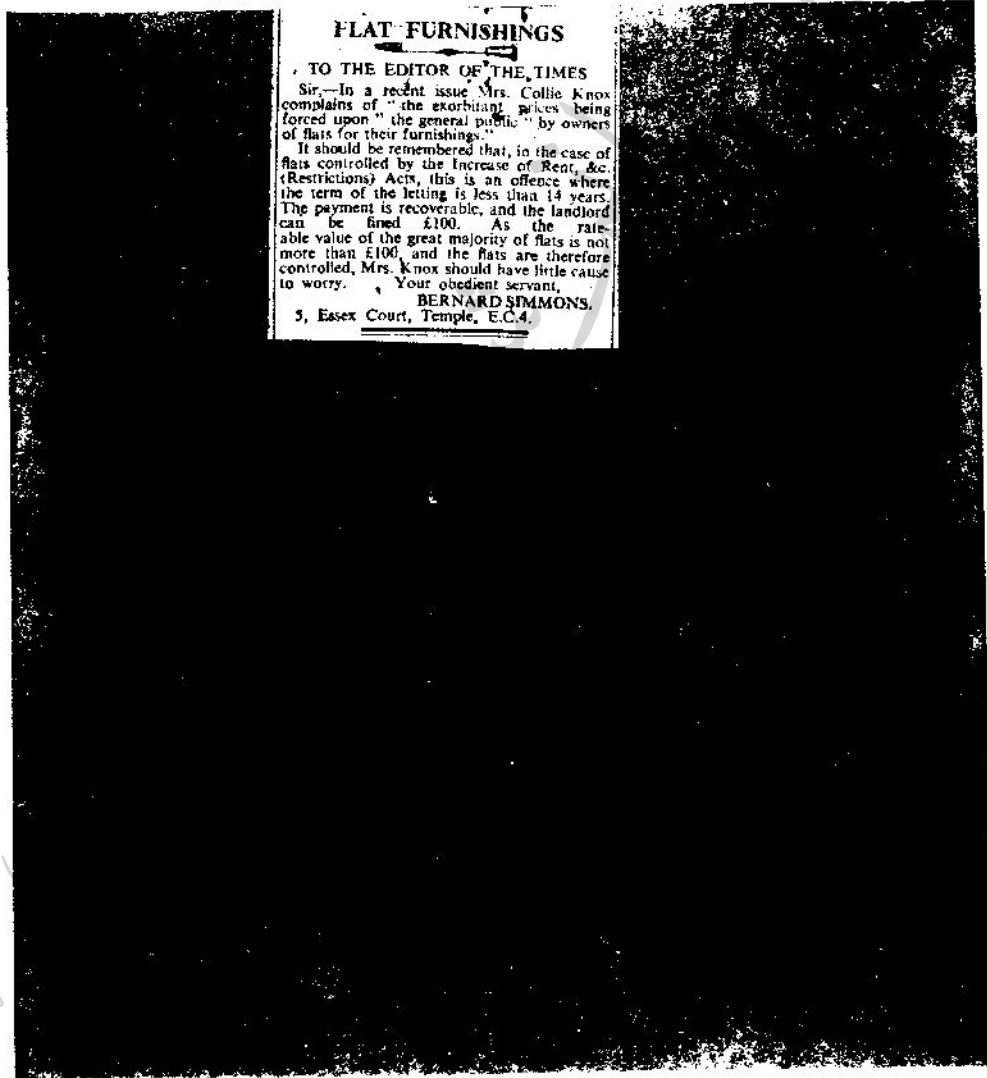 FLAT FURNISHINGS
TO THE EDITOR OF THE TIMES
Sir,—In a recent issue Mrs. Collie Knox
complains of " the exorbitant prices being
forced upon " the general public " by owners
of flats for their furnishings."
It should be remembered that, in the case of
flats controlled by the Increase of Rent, &c.
(Restrictions) Acts, this is an offence where
the term of the letting is less than 14 years.
The payment is recoverable, and the landlord
can be fined £100. As the rate-
able value of the great majority of flats is not
more than £100, and the flats are therefore
controlled, Mrs. Knox should have little cause
to worry. Your obedient servant,
BERNARD SIMMONS.
5, Essex Court, Temple, E.C.4.